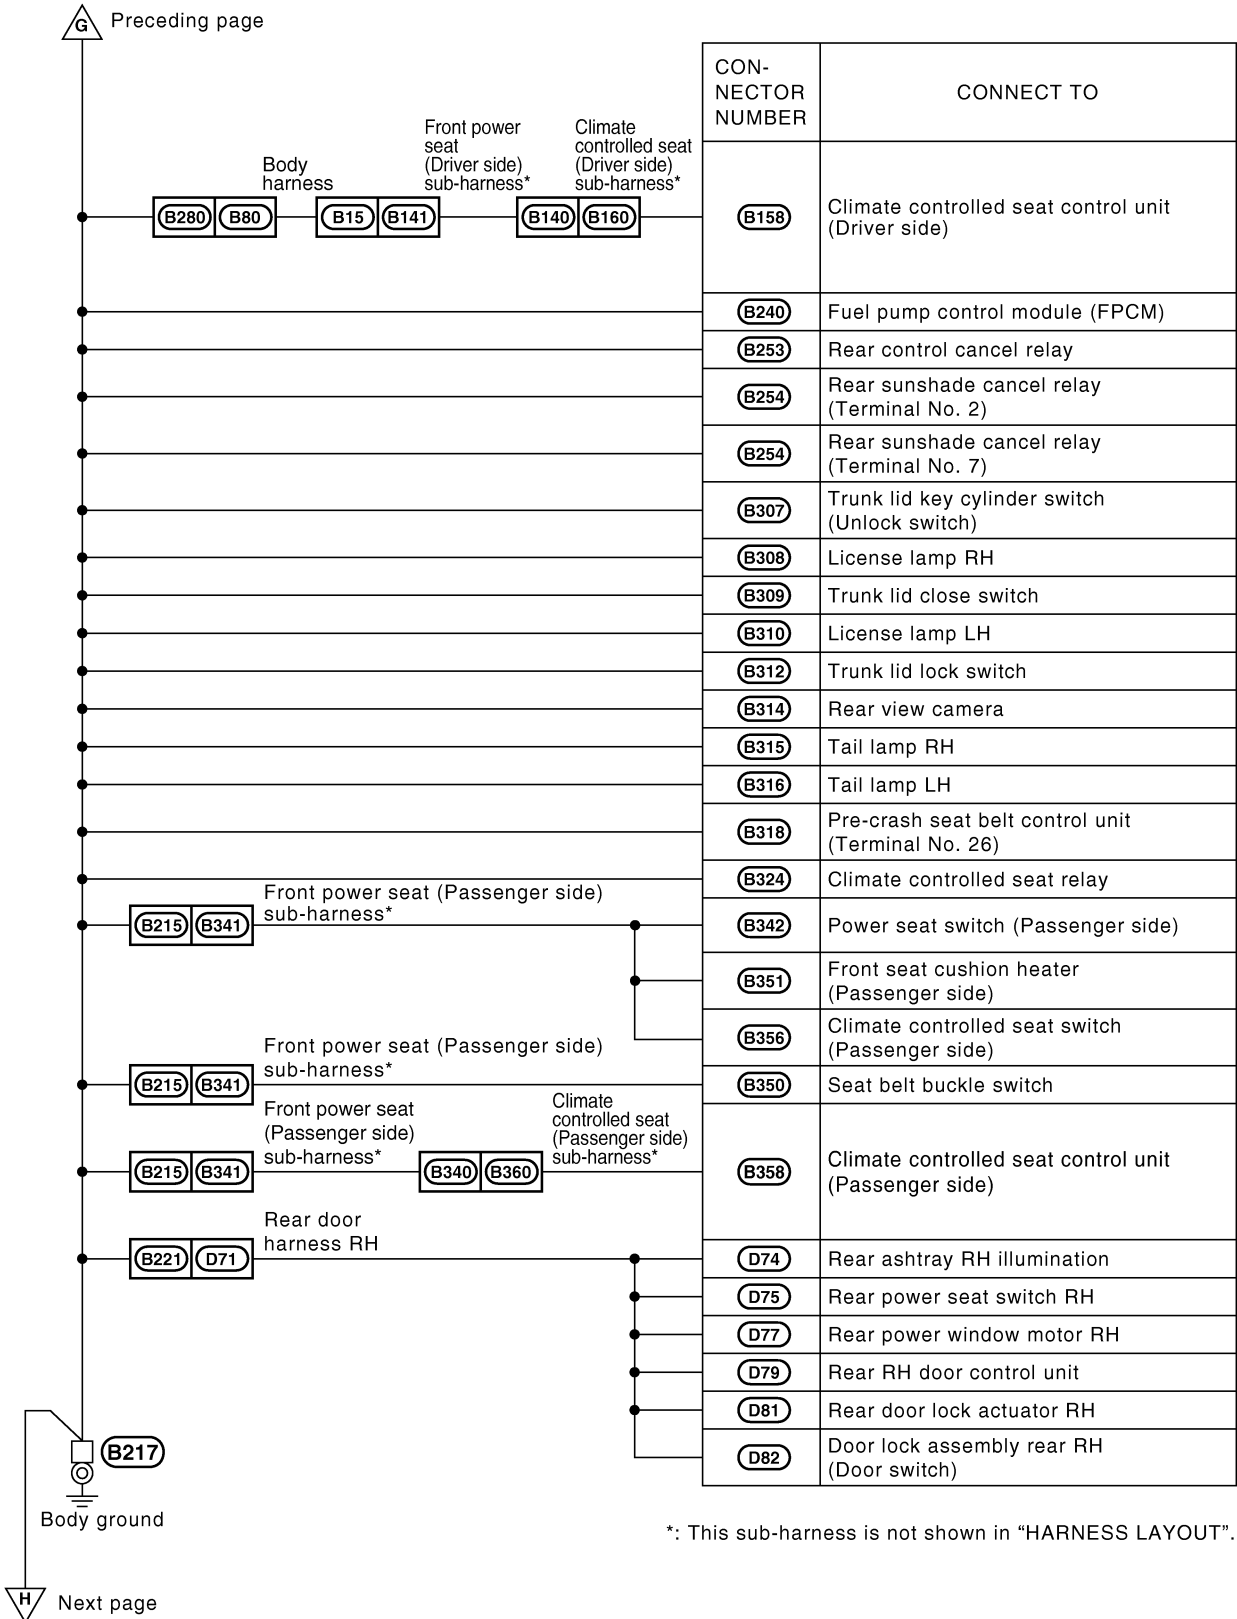 G Preceding page
CON-
NECTOR
NUMBER
CONNECT TO
Body
harness
Front power
seat
(Driver side)
sub-harness*
Climate
controlled seat
(Driver side)
sub-harness*
B280 B80 B15 B141 B140 B160 B158
Climate controlled seat control unit
(Driver side)
B240 Fuel pump control module (FPCM)
B253 Rear control cancel relay
B254 Rear sunshade cancel relay
(Terminal No. 2)
B254 Rear sunshade cancel relay
(Terminal No. 7)
B307 Trunk lid key cylinder switch
(Unlock switch)
B308 License lamp RH
B309 Trunk lid close switch
B310 License lamp LH
B312 Trunk lid lock switch
B314 Rear view camera
B315 Tail lamp RH
B316 Tail lamp LH
B318 Pre-crash seat belt control unit
(Terminal No. 26)
B324 Climate controlled seat relay
Front power seat (Passenger side)
sub-harness*
B215 B341 B342 Power seat switch (Passenger side)
B351 Front seat cushion heater
(Passenger side)
B356 Climate controlled seat switch
(Passenger side)
Front power seat (Passenger side)
sub-harness*
B215 B341 B350 Seat belt buckle switch
Front power seat
(Passenger side)
sub-harness*
Climate
controlled seat
(Passenger side)
sub-harness*
B215 B341 B340 B360 B358
Climate controlled seat control unit
(Passenger side)
Rear door
harness RH
B221 D71 D74 Rear ashtray RH illumination
D75 Rear power seat switch RH
D77 Rear power window motor RH
D79 Rear RH door control unit
D81 Rear door lock actuator RH
D82 Door lock assembly rear RH
(Door switch)
B217
Body ground
*: This sub-harness is not shown in “HARNESS LAYOUT”.
H Next page